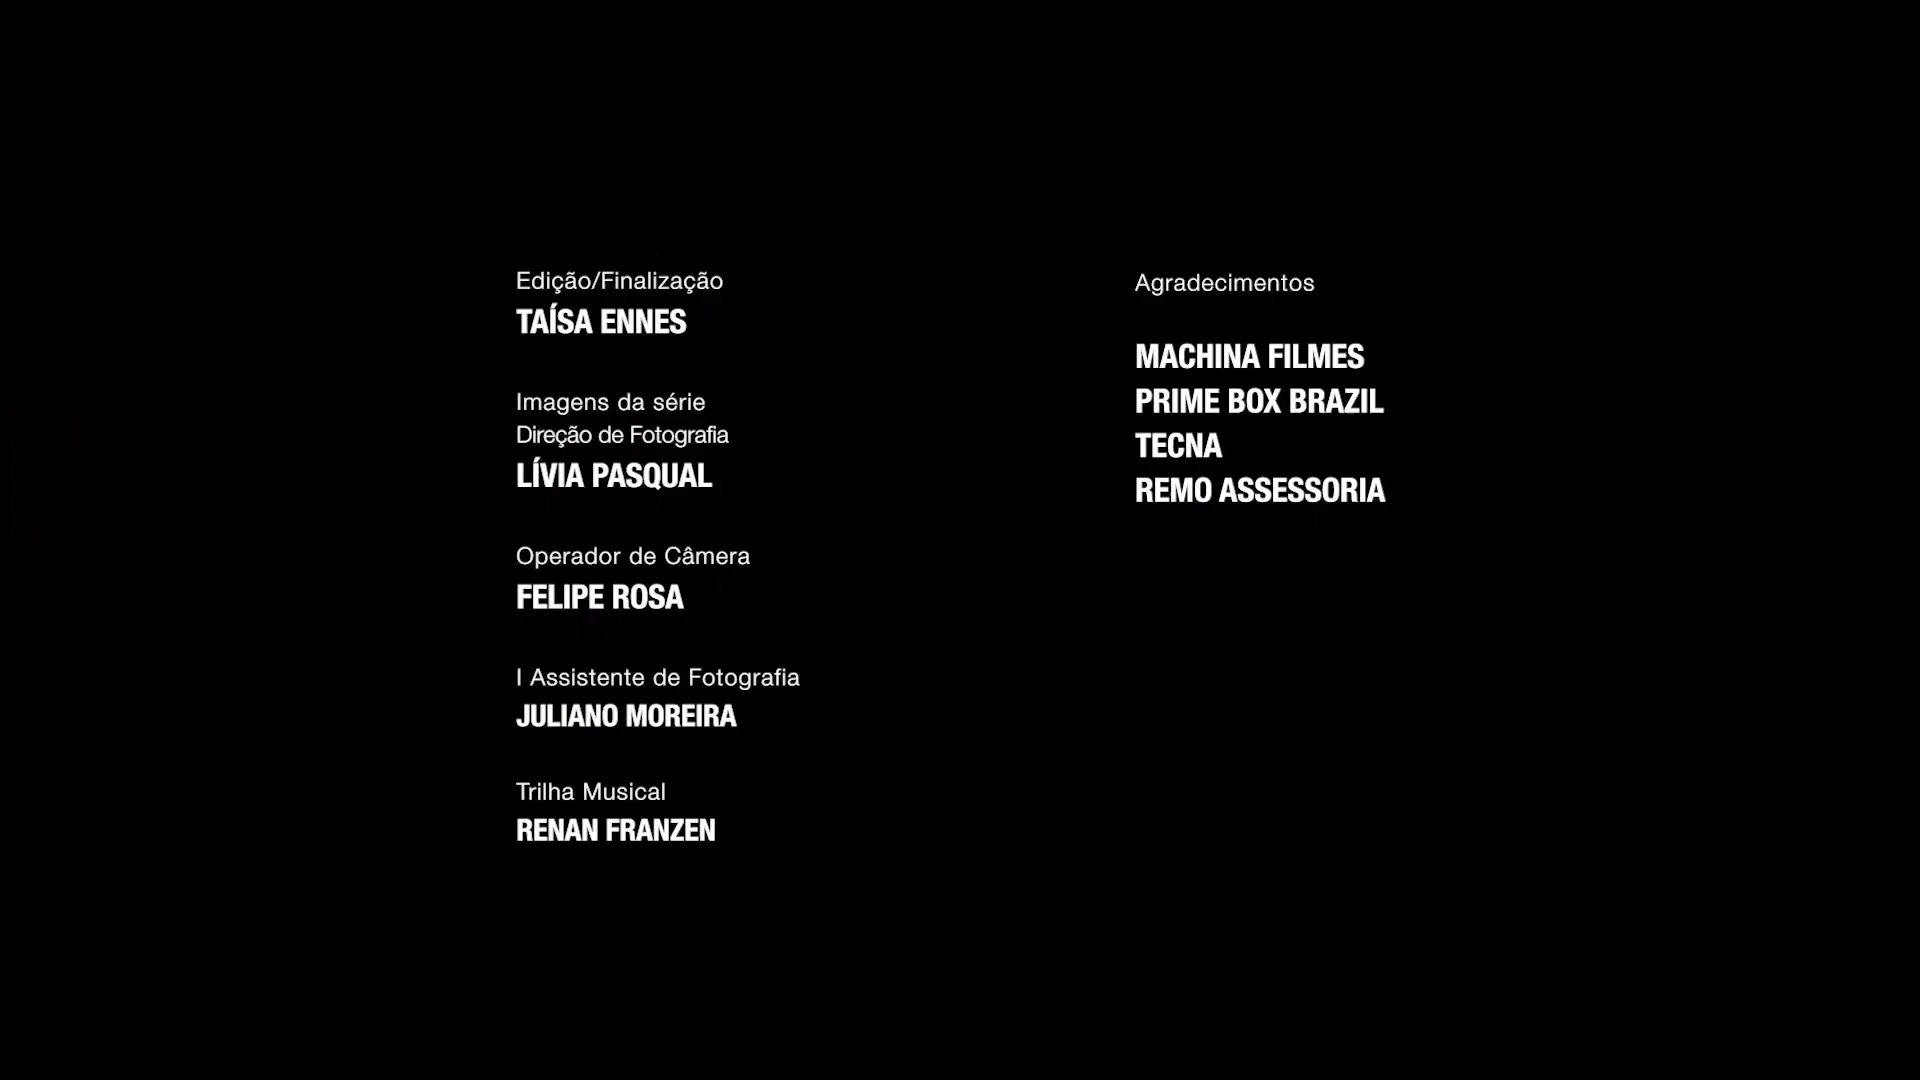 Edição/Finalização
TAÍSA ENNES
Imagens da série
Direção de Fotografia
LÍVIA PASQUAL
Operador de Câmera
FELIPE ROSA
I Assistente de Fotografia
JULIANO MOREIRA
Trilha Musical
RENAN FRANZEN
Agradecimentos
MACHINA FILMES
PRIME BOX BRAZIL
TECNA
REMO ASSESSORIA